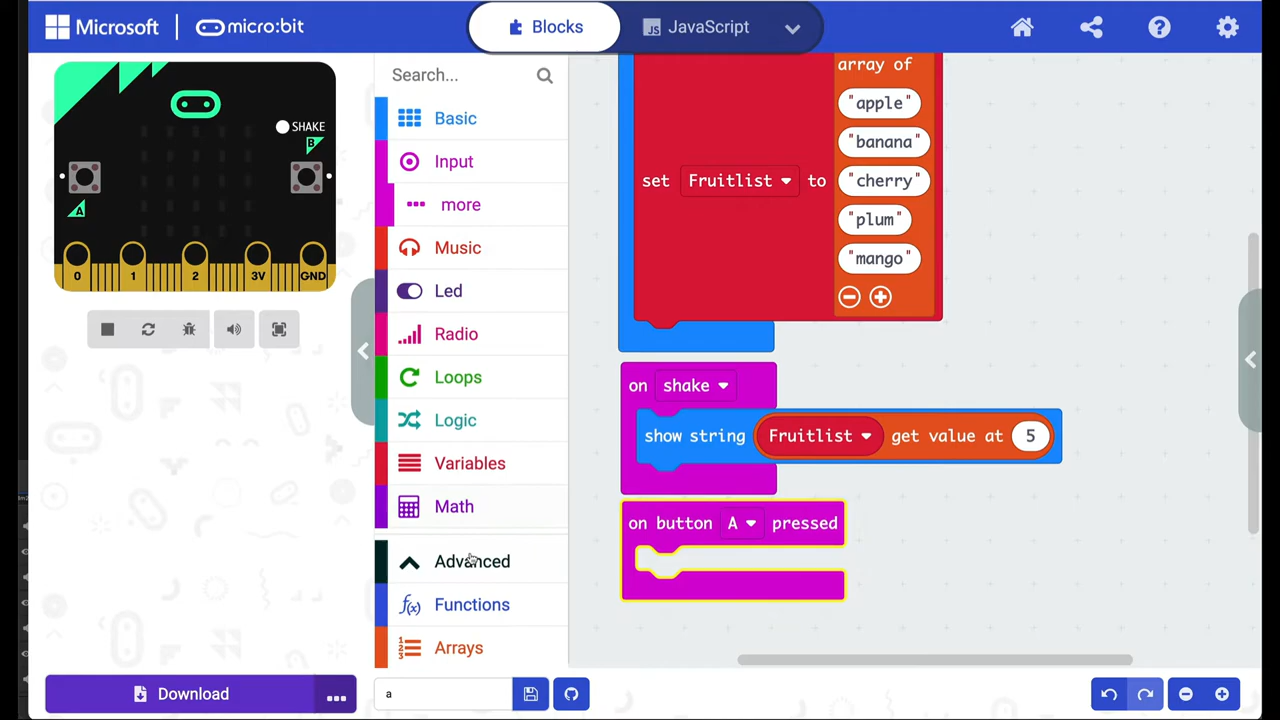 Microsoft
micro:bit
Blocks
JavaScript
SHAKE
B
A
0
1
2
3V
GND
Search...
Basic
Input
more
Music
Led
Radio
Loops
Logic
Variables
Math
Advanced
Functions
Arrays
array of
"apple"
"banana"
"cherry"
"plum"
"mango"
set Fruitlist to
on shake
show string Fruitlist get value at 5
on button A pressed
Download
a